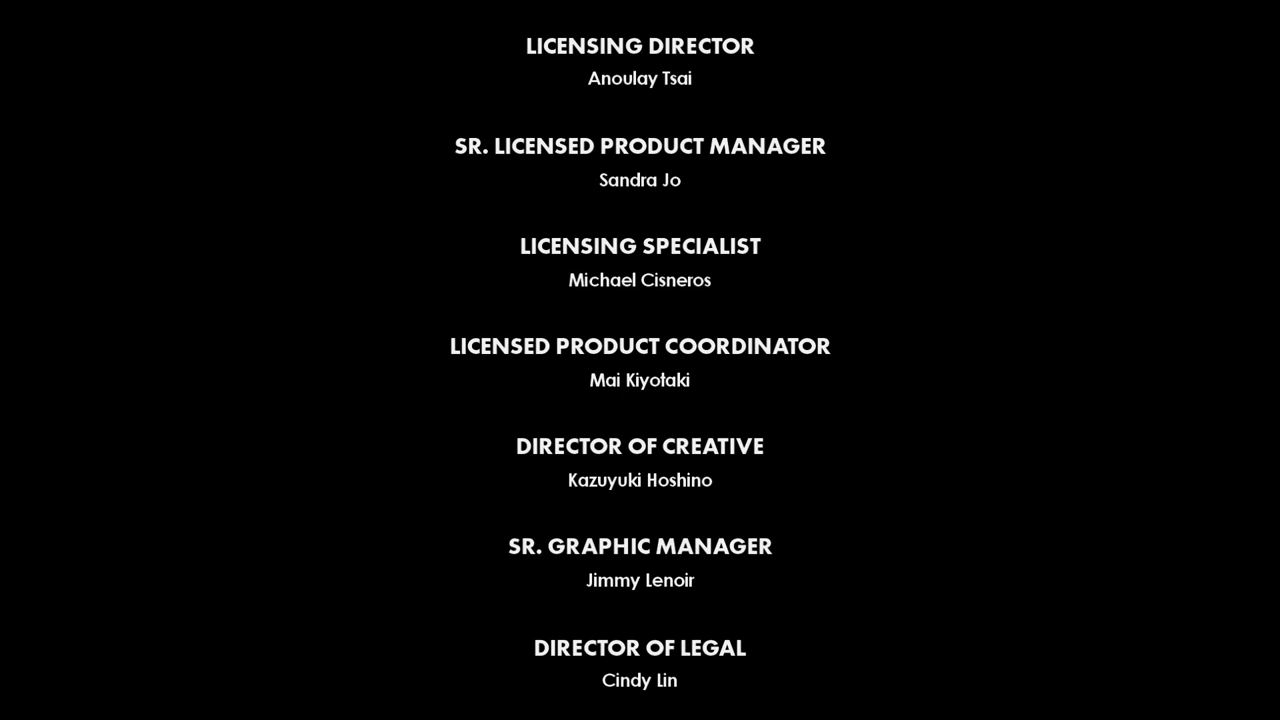 LICENSING DIRECTOR
Anoulay Tsai
SR. LICENSED PRODUCT MANAGER
Sandra Jo
LICENSING SPECIALIST
Michael Cisneros
LICENSED PRODUCT COORDINATOR
Mai Kiyotaki
DIRECTOR OF CREATIVE
Kazuyuki Hoshino
SR. GRAPHIC MANAGER
Jimmy Lenoir
DIRECTOR OF LEGAL
Cindy Lin